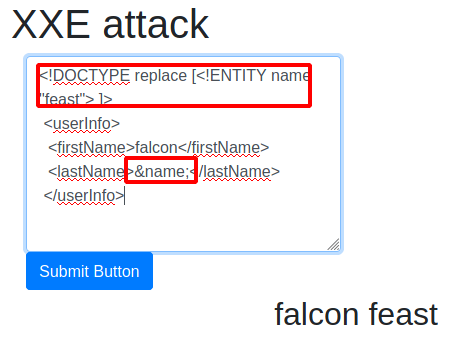 XXE attack
<!DOCTYPE replace [<!ENTITY name
"feast"> ]>
<userInfo>
<firstName>falcon</firstName>
<lastName>&name;</lastName>
</userInfo>
Submit Button
falcon feast